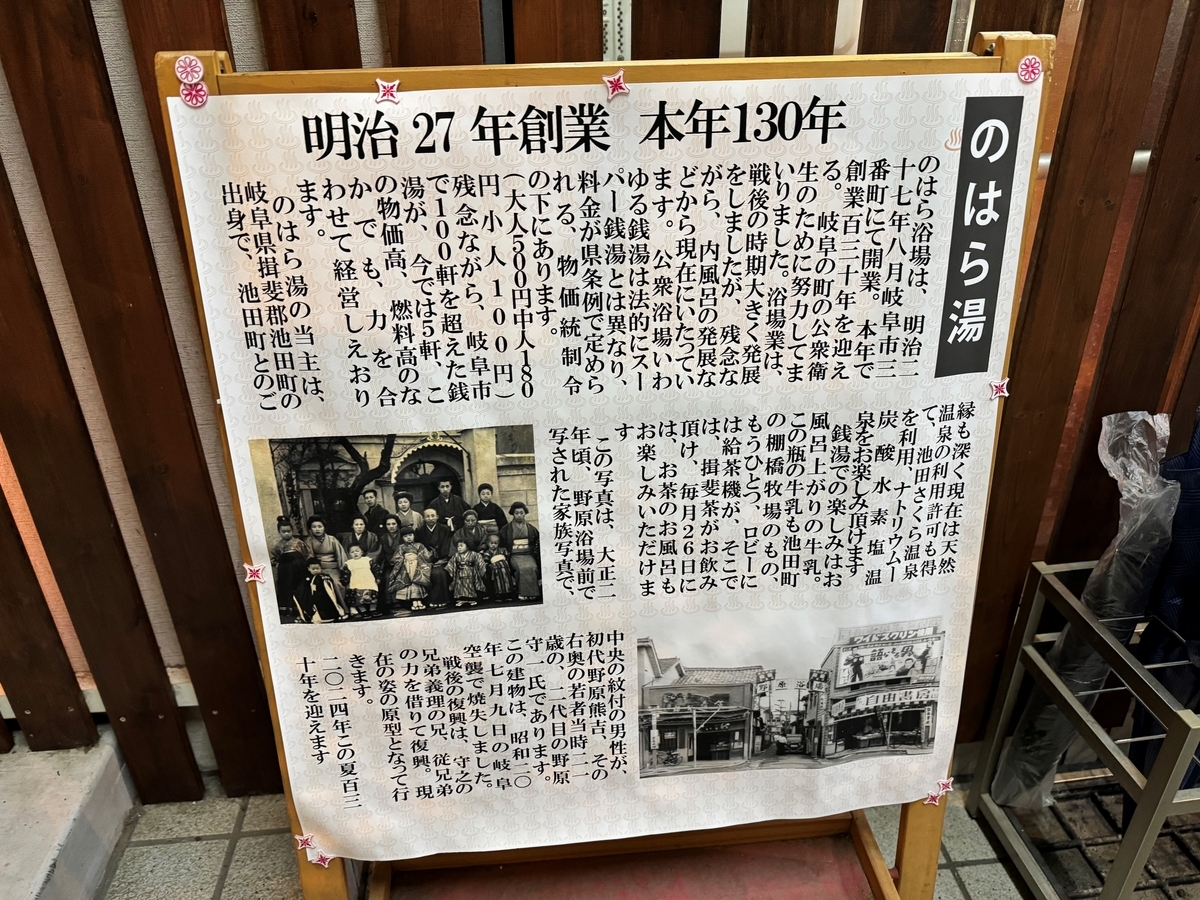 のはら湯
明治 27 年創業 本年130年
のはら浴場は、明治二
十七年八月岐阜市三
番町にて開業。本年で
創業百三十年を迎え
る。岐阜の町の公衆衛
生のために努力してま
いりました。浴場業は、
戦後の時期大きく発展
をしましたが、残念な
がら、内風呂の発展な
どから現在にいたってい
ます。公衆浴場いわ
ゆる銭湯は法的にスー
パー銭湯とは異なり、
料金が県条例で定めら
れる、物価統制令
の下にあります。
(大人500円中人180
円小人100円)
残念ながら、岐阜市
で100軒を超えた銭
湯が、今では5軒、こ
の物価高、燃料高のな
かでも、力を合
わせて経営しえおり
ます。
のはら湯の当主は、
岐阜県揖斐郡池田町の
出身で、池田町とのご
縁も深く現在は天然
温泉の利用許可も得
て、池田さくら温泉
を利用、ナトリウムー
炭酸水素塩温
泉をお楽しみ頂けます
銭湯での楽しみはお
風呂上がりの牛乳。
この瓶の牛乳も池田町
の棚橋牧場のもの、
もうひとつ、ロビーに
は給茶機が、そこで
は、揖斐茶がお飲み
頂け、毎月26日に
は、お茶のお風呂も
お楽しみいただけま
す
この写真は、大正二
年頃、野原浴場前で
写された家族写真で、
中央の紋付の男性が、
初代野原熊吉、その
右奥の若者当時二一
歳の、二代目の野原
守一氏であります。
この建物は、昭和二〇
年七月九日の岐阜
空襲で焼失しました。
戦後の復興は、守之の
兄弟義理の兄、従兄弟
の力を借りて復興。現
在の姿の原型となって行
きます。
二〇二四年この夏百三
十年を迎えます
ワイドスクリン
語る男
自由書房
野原浴場